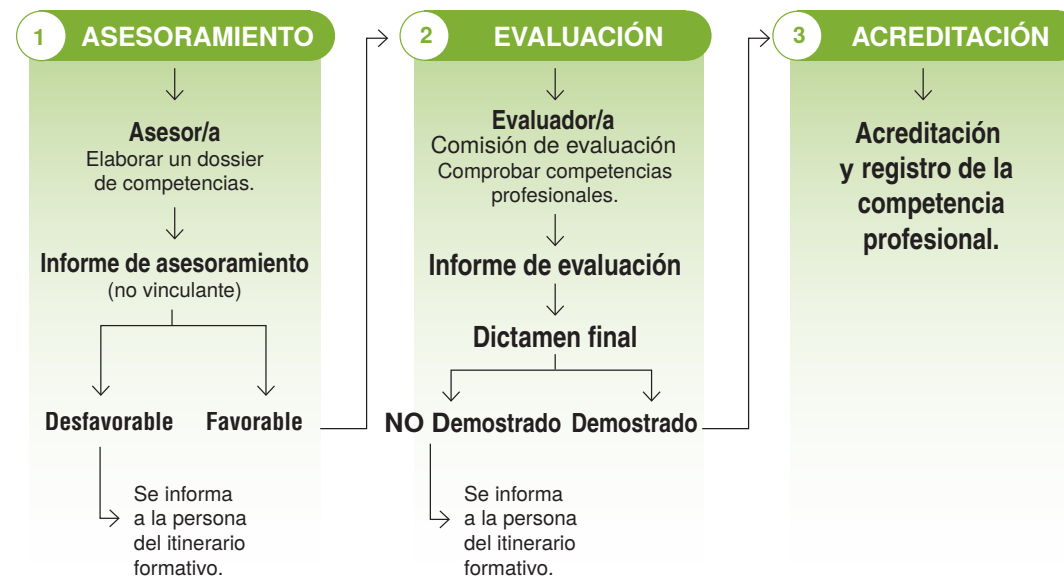 1 ASESORAMIENTO
Asesor/a
Elaborar un dossier
de competencias.
Informe de asesoramiento
(no vinculante)
Desfavorable Favorable
Se informa
a la persona
del itinerario
formativo.
2 EVALUACIÓN
Evaluador/a
Comisión de evaluación
Comprobar competencias
profesionales.
Informe de evaluación
Dictamen final
NO Demostrado Demostrado
Se informa
a la persona
del itinerario
formativo.
3 ACREDITACIÓN
Acreditación
y registro de la
competencia
profesional.